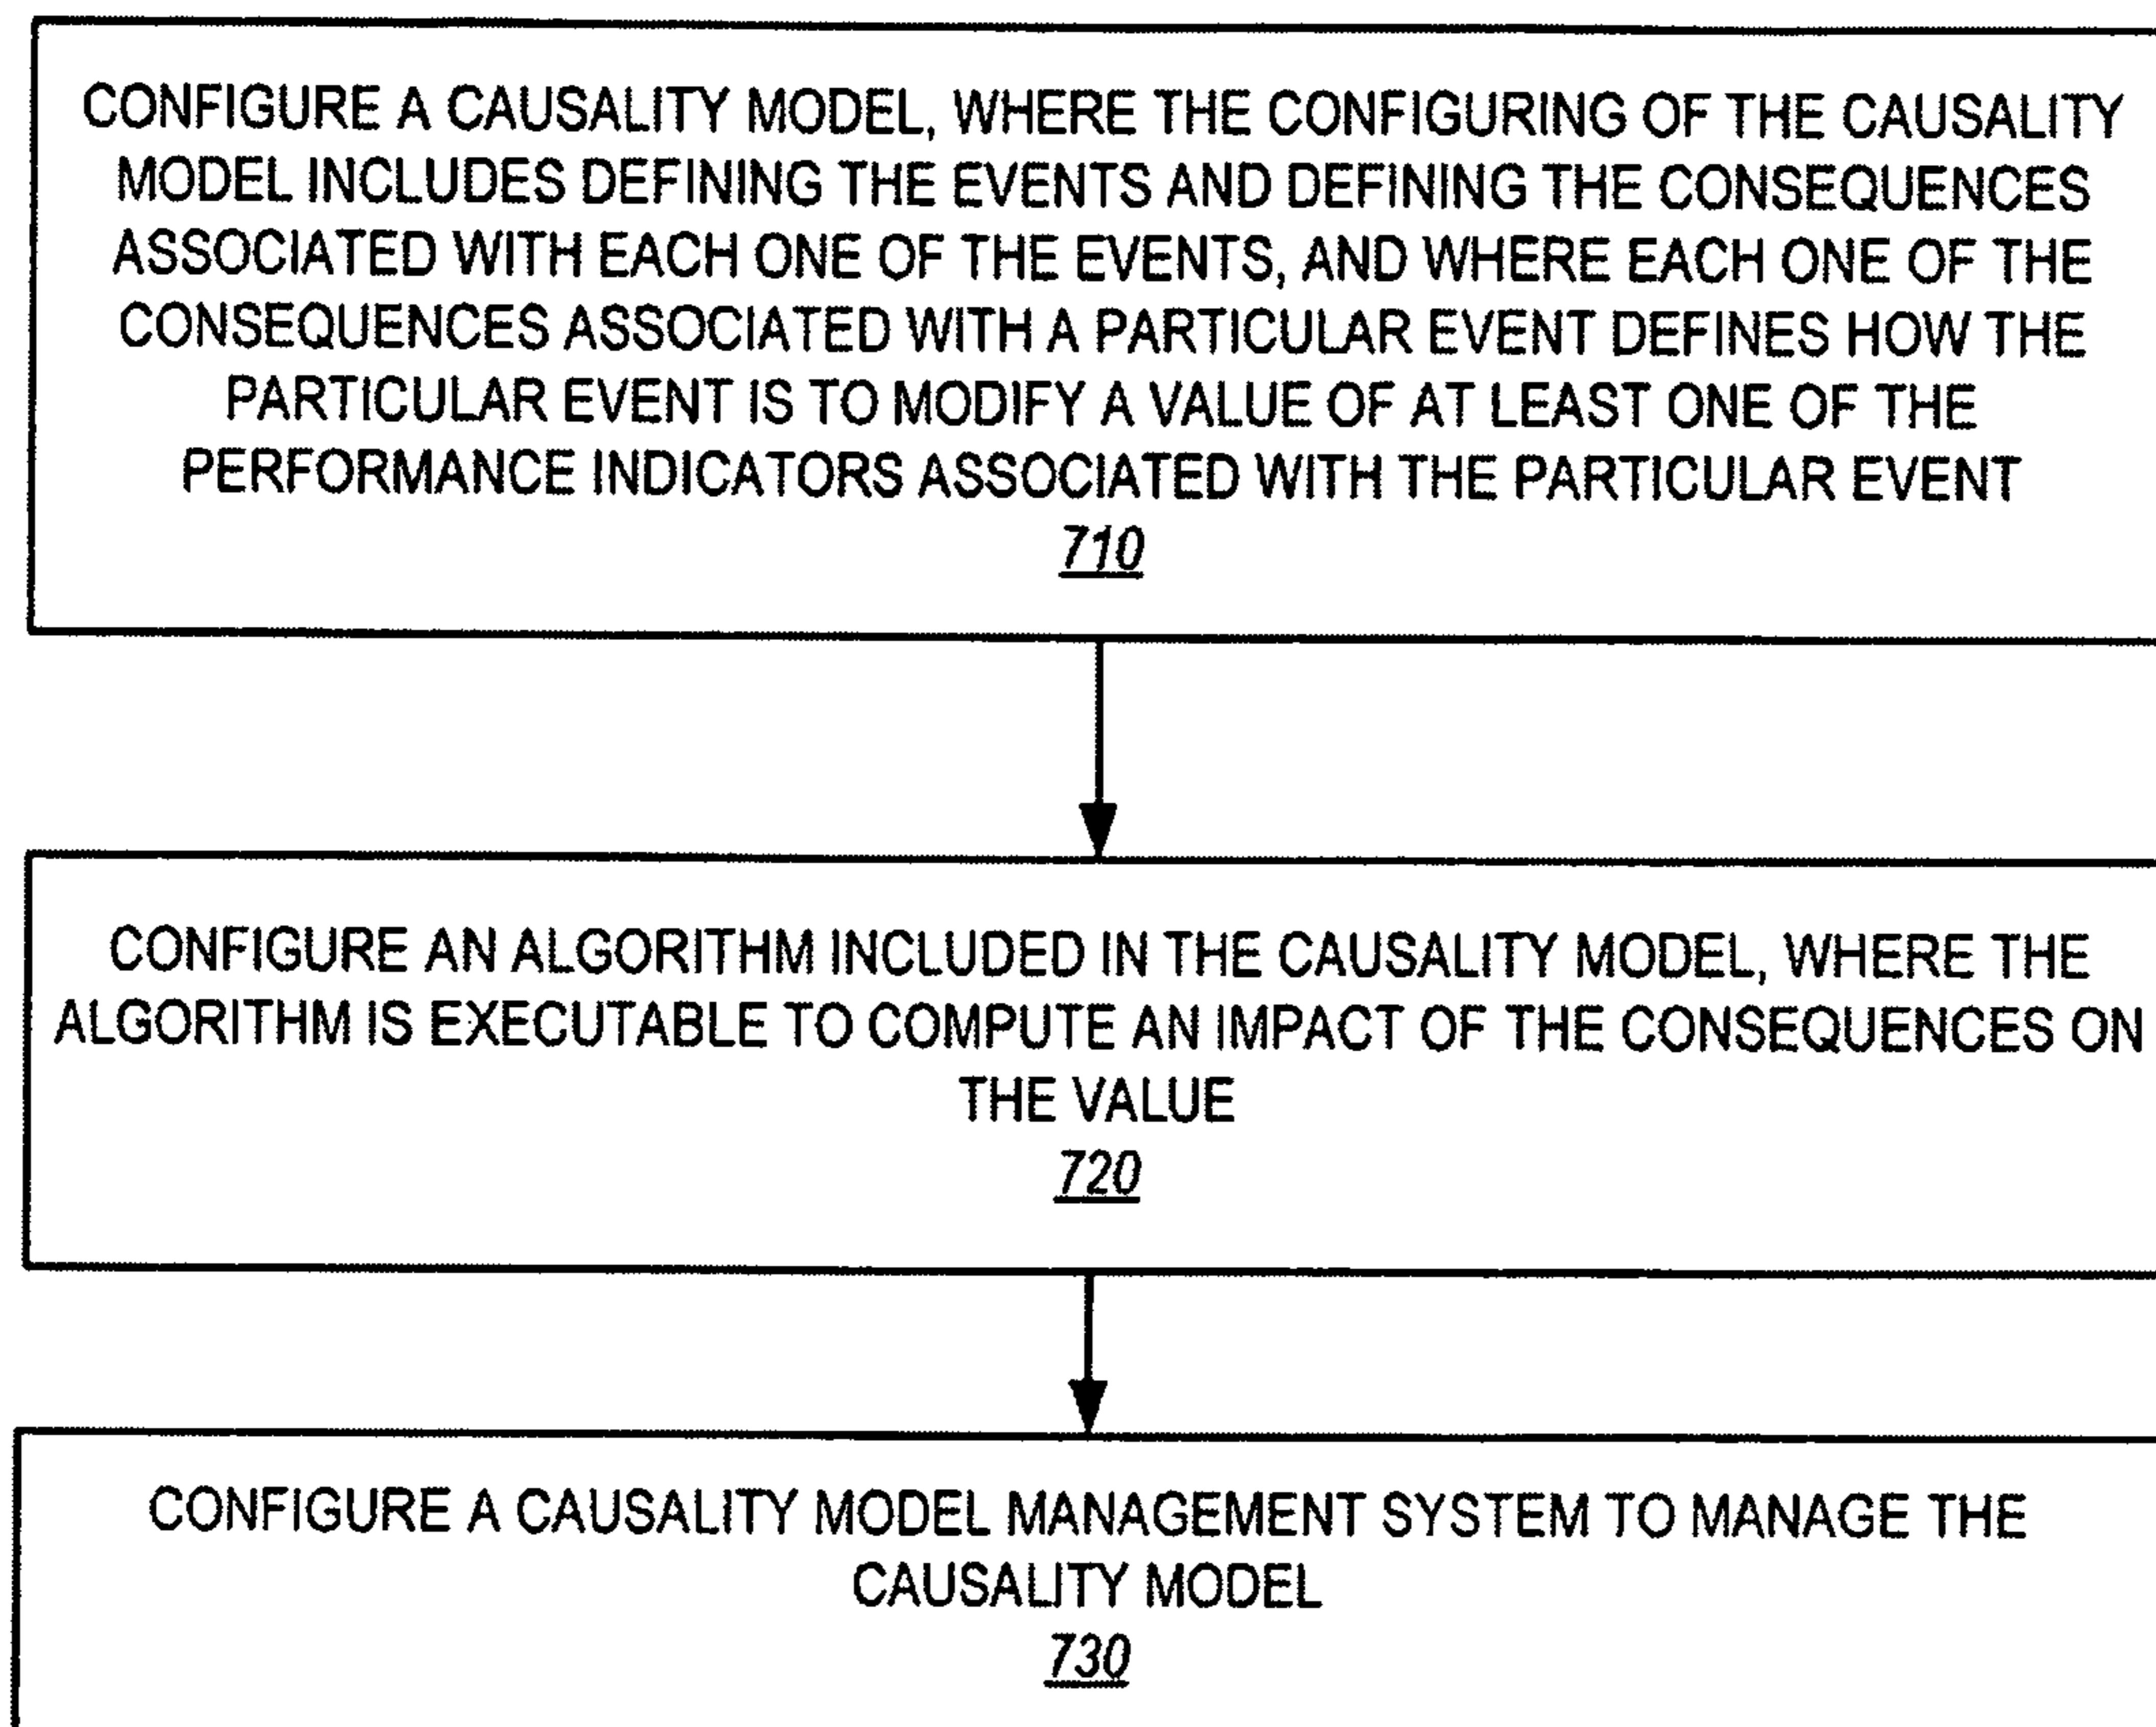 CONFIGURE A CAUSALITY MODEL, WHERE THE CONFIGURING OF THE CAUSALITY
MODEL INCLUDES DEFINING THE EVENTS AND DEFINING THE CONSEQUENCES
ASSOCIATED WITH EACH ONE OF THE EVENTS, AND WHERE EACH ONE OF THE
CONSEQUENCES ASSOCIATED WITH A PARTICULAR EVENT DEFINES HOW THE
PARTICULAR EVENT IS TO MODIFY A VALUE OF AT LEAST ONE OF THE
PERFORMANCE INDICATORS ASSOCIATED WITH THE PARTICULAR EVENT
710
CONFIGURE AN ALGORITHM INCLUDED IN THE CAUSALITY MODEL, WHERE THE
ALGORITHM IS EXECUTABLE TO COMPUTE AN IMPACT OF THE CONSEQUENCES ON
THE VALUE
720
CONFIGURE A CAUSALITY MODEL MANAGEMENT SYSTEM TO MANAGE THE
CAUSALITY MODEL
730